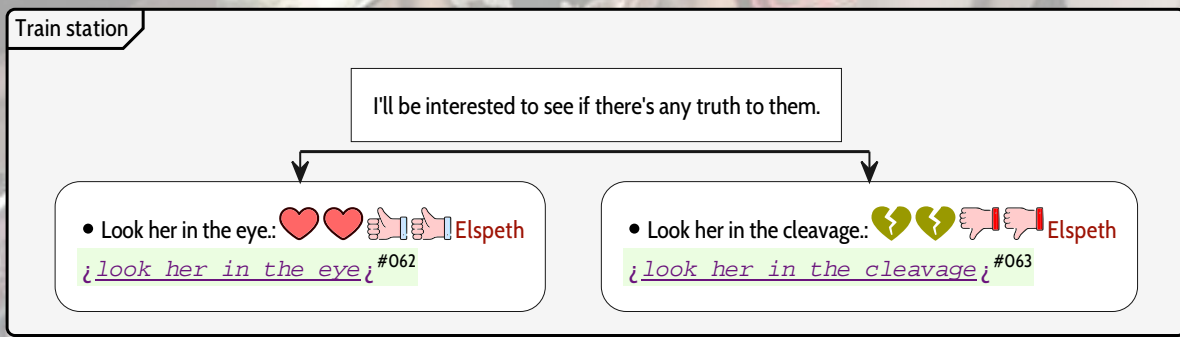 Train station
I'll be interested to see if there's any truth to them.
• Look her in the eye.: ❤️❤️👍👍 Elspeth
¿look her in the eye¿ #062
• Look her in the cleavage.: 💔💔👎👎 Elspeth
¿look her in the cleavage¿ #063